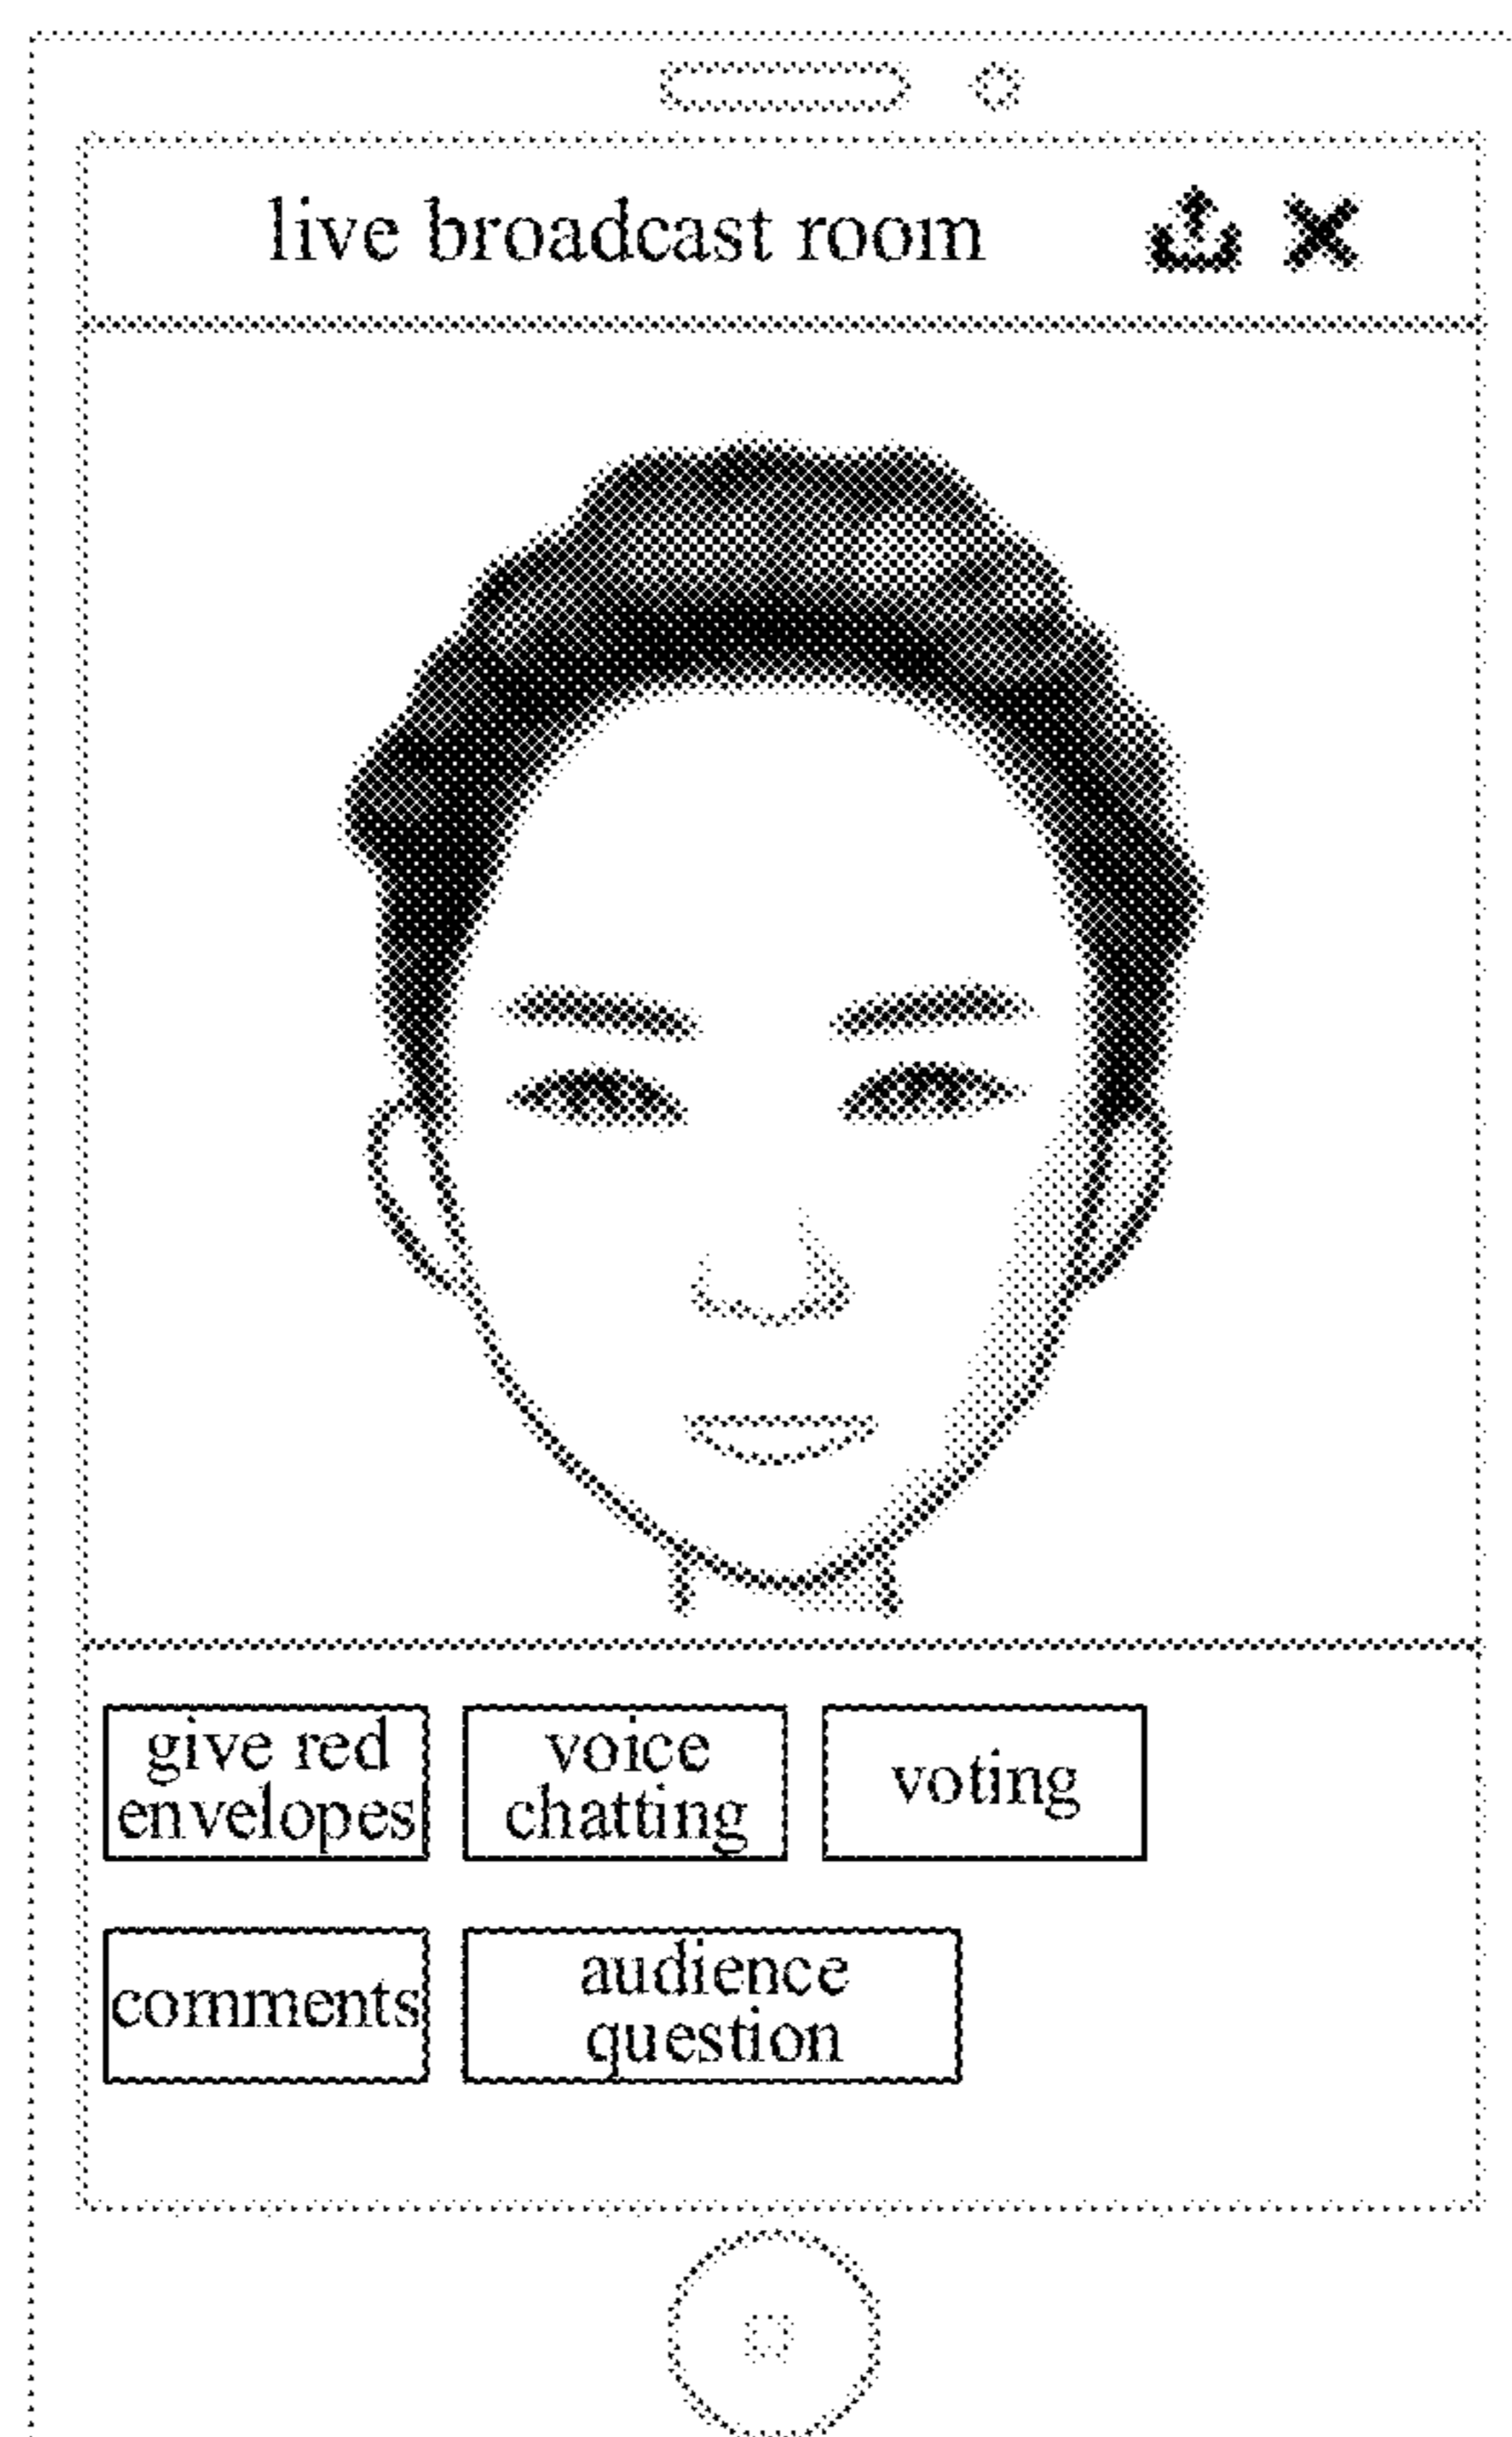 live broadcast room
give red
envelopes
voice
chatting
voting
comments
audience
question